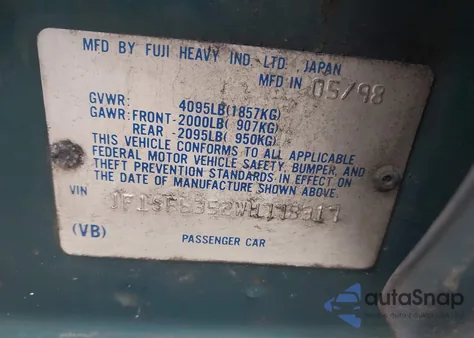 MFD BY FUJI HEAVY IND. LTD. JAPAN
MFD IN 05/98
GVWR: 4095LB(1857KG)
GAWR: FRONT-2000LB( 907KG)
REAR -2095LB( 950KG)
THIS VEHICLE CONFORMS TO ALL APPLICABLE
FEDERAL MOTOR VEHICLE SAFETY, BUMPER, AND
THEFT PREVENTION STANDARDS IN EFFECT ON
THE DATE OF MANUFACTURE SHOWN ABOVE.
VIN
(VB)
PASSENGER CAR
autaSnap